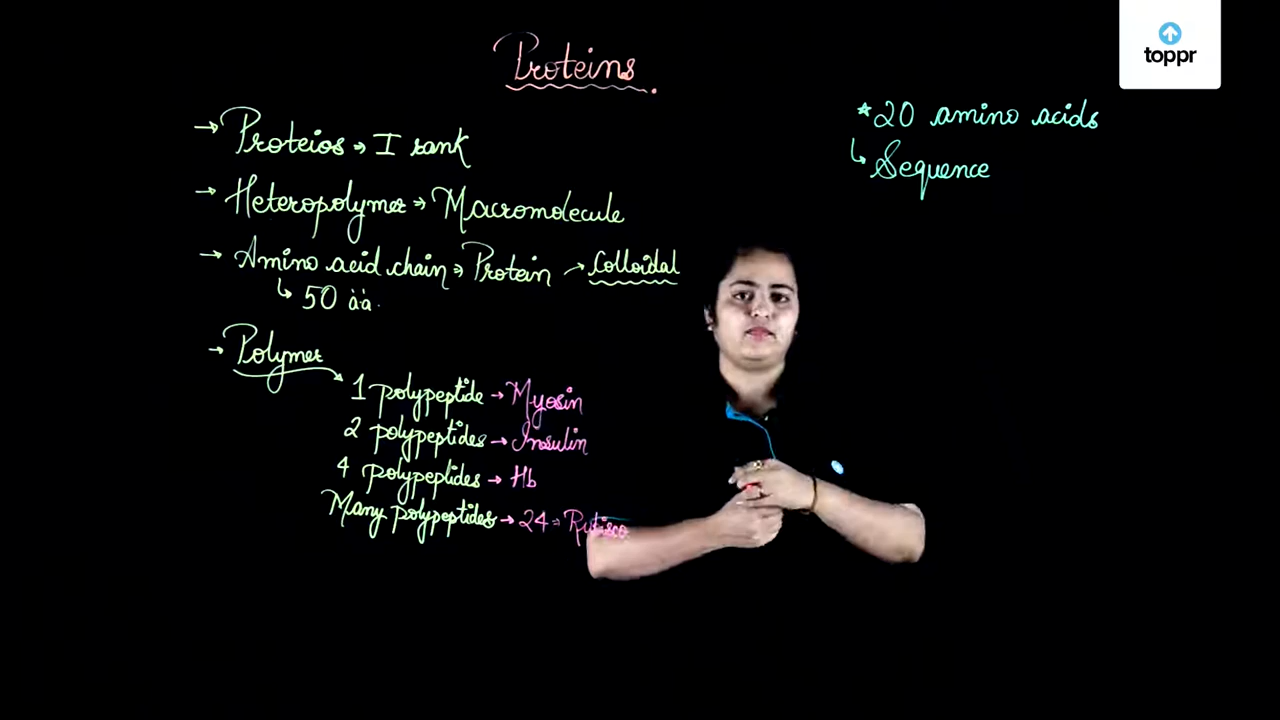 Proteins.
toppr
→ Proteios → I rank
→ Heteropolymer → Macromolecule
→ Amino acid chain → Protein → Colloidal
↳ 50 aa.
→ Polymer
1 polypeptide → Myosin
2 polypeptides → Insulin
4 polypeptides → Hb
Many polypeptides → 24 → Rubisco
* 20 amino acids
↳ Sequence